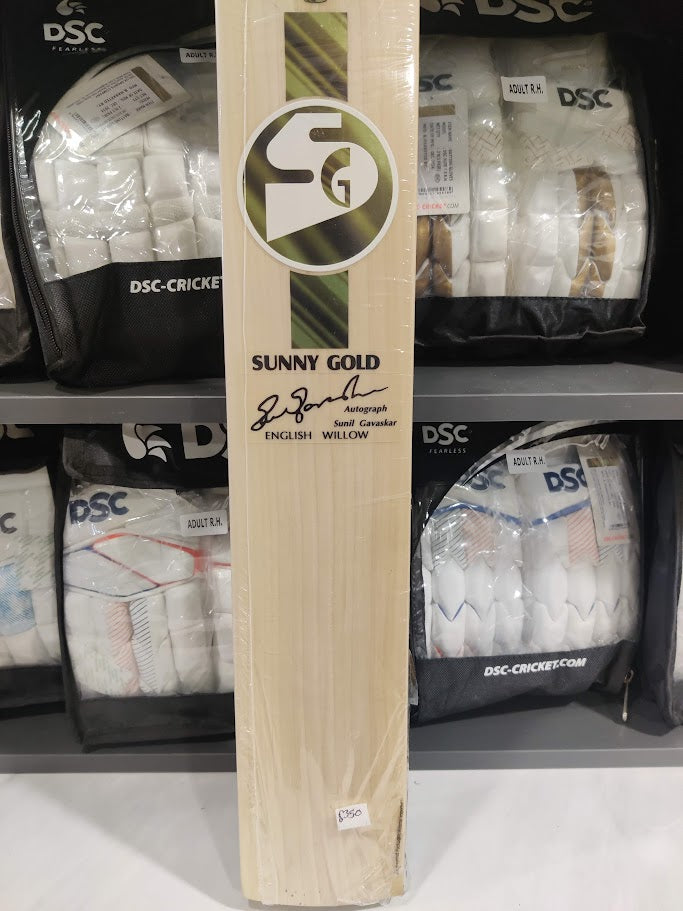 DSC
FEARLESS
ADULT R.H.
DSC-CRICKET
DSC
DSC
ADULT R.H.
DSC
CRICKET.COM
SG
SUNNY GOLD
Autograph
Sunil Gavaskar
ENGLISH WILLOW
£350
DSC
ADULT R.H.
DSC
FEARLESS
ADULT R.H.
DSC
DSC-CRICKET.COM